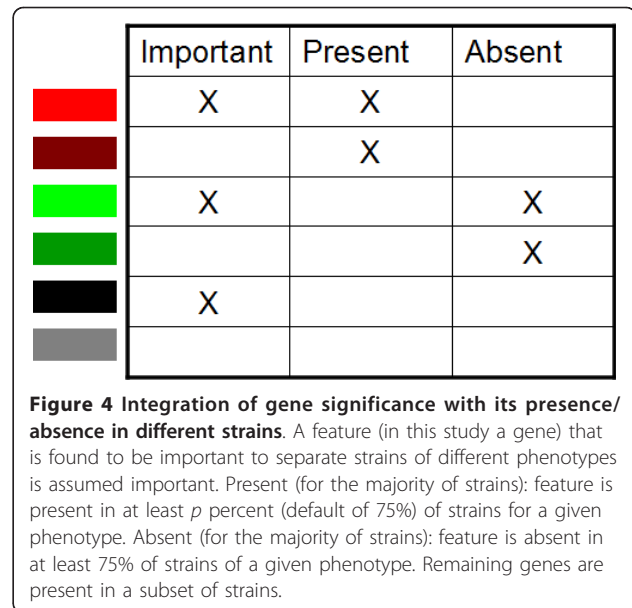 Important Present Absent
X X
X
X X
X
X
Figure 4 Integration of gene significance with its presence/
absence in different strains. A feature (in this study a gene) that
is found to be important to separate strains of different phenotypes
is assumed important. Present (for the majority of strains): feature is
present in at least p percent (default of 75%) of strains for a given
phenotype. Absent (for the majority of strains): feature is absent in
at least 75% of strains of a given phenotype. Remaining genes are
present in a subset of strains.